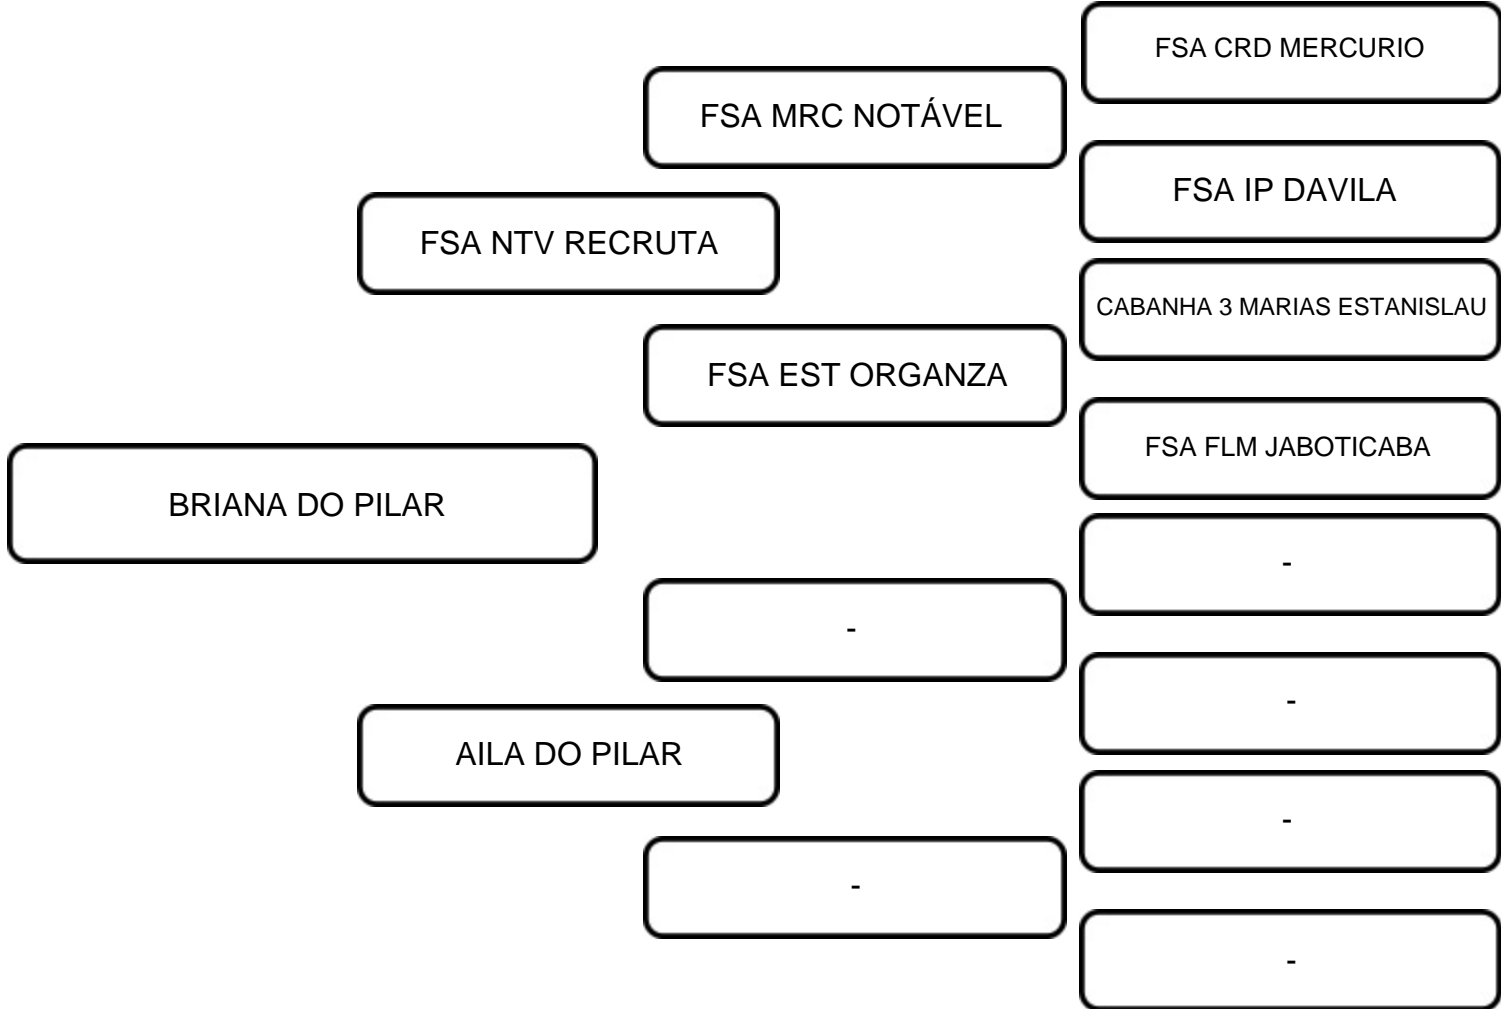 FSA CRD MERCURIO
FSA MRC NOTÁVEL
FSA IP DAVILA
FSA NTV RECRUTA
CABANHA 3 MARIAS ESTANISLAU
FSA EST ORGANZA
FSA FLM JABOTICABA
BRIANA DO PILAR
-
-
-
AILA DO PILAR
-
-
-